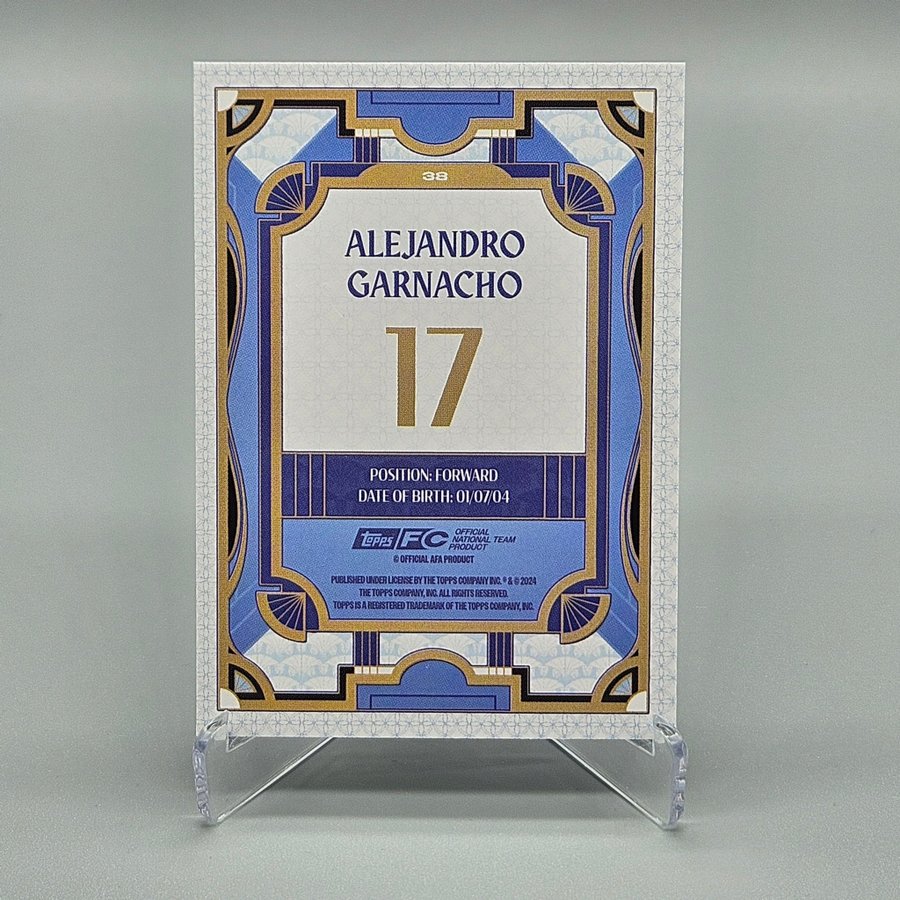 38
ALEJANDRO
GARNACHO
17
POSITION: FORWARD
DATE OF BIRTH: 01/07/04
TOPPS FC OFFICIAL
NATIONAL TEAM
PRODUCT
© OFFICIAL AFA PRODUCT
PUBLISHED UNDER LICENSE BY THE TOPPS COMPANY INC. ® & © 2024
THE TOPPS COMPANY, INC. ALL RIGHTS RESERVED.
TOPPS IS A REGISTERED TRADEMARK OF THE TOPPS COMPANY, INC.